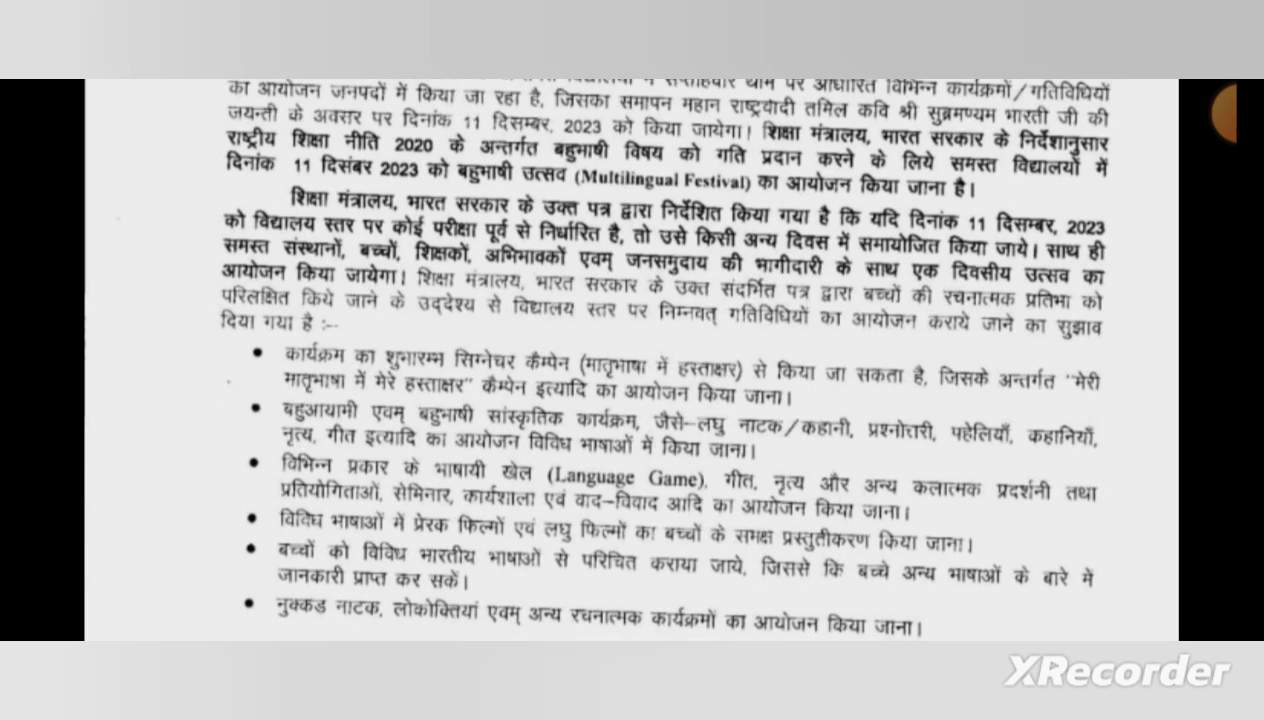 विद्यालयों में सप्ताहवार थीम पर आधारित विभिन्न कार्यक्रमों/गतिविधियों
का आयोजन जनपदों में किया जा रहा है, जिसका समापन महान राष्ट्रवादी तमिल कवि श्री सुब्रमण्यम भारती जी की
जयन्ती के अवसर पर दिनांक 11 दिसम्बर, 2023 को किया जायेगा। शिक्षा मंत्रालय, भारत सरकार के निर्देशानुसार
राष्ट्रीय शिक्षा नीति 2020 के अन्तर्गत बहुभाषी विषय को गति प्रदान करने के लिये समस्त विद्यालयों में
दिनांक 11 दिसंबर 2023 को बहुभाषी उत्सव (Multilingual Festival) का आयोजन किया जाना है।
शिक्षा मंत्रालय, भारत सरकार के उक्त पत्र द्वारा निर्देशित किया गया है कि यदि दिनांक 11 दिसम्बर, 2023
को विद्यालय स्तर पर कोई परीक्षा पूर्व से निर्धारित है, तो उसे किसी अन्य दिवस में समायोजित किया जाये। साथ ही
समस्त संस्थानों, बच्चों, शिक्षकों, अभिभावकों एवम् जनसमुदाय की भागीदारी के साथ एक दिवसीय उत्सव का
आयोजन किया जायेगा। शिक्षा मंत्रालय, भारत सरकार के उक्त संदर्भित पत्र द्वारा बच्चों की रचनात्मक प्रतिभा को
परिलक्षित किये जाने के उद्देश्य से विद्यालय स्तर पर निम्नवत् गतिविधियों का आयोजन कराये जाने का सुझाव
दिया गया है :–
• कार्यक्रम का शुभारम्भ सिग्नेचर कैम्पेन (मातृभाषा में हस्ताक्षर) से किया जा सकता है, जिसके अन्तर्गत "मेरी
मातृभाषा में मेरे हस्ताक्षर" कैम्पेन इत्यादि का आयोजन किया जाना।
• बहुआयामी एवम् बहुभाषी सांस्कृतिक कार्यक्रम, जैसे–लघु नाटक/कहानी, प्रश्नोत्तरी, पहेलियाँ, कहानियाँ,
नृत्य, गीत इत्यादि का आयोजन विविध भाषाओं में किया जाना।
• विभिन्न प्रकार के भाषायी खेल (Language Game), गीत, नृत्य और अन्य कलात्मक प्रदर्शनी तथा
प्रतियोगिताओं, सेमिनार, कार्यशाला एवं वाद–विवाद आदि का आयोजन किया जाना।
• विविध भाषाओं में प्रेरक फिल्मों एवं लघु फिल्मों का बच्चों के समक्ष प्रस्तुतीकरण किया जाना।
• बच्चों को विविध भारतीय भाषाओं से परिचित कराया जाये, जिससे कि बच्चे अन्य भाषाओं के बारे में
जानकारी प्राप्त कर सकें।
• नुक्कड नाटक, लोकोक्तियां एवम् अन्य रचनात्मक कार्यक्रमों का आयोजन किया जाना।
XRecorder